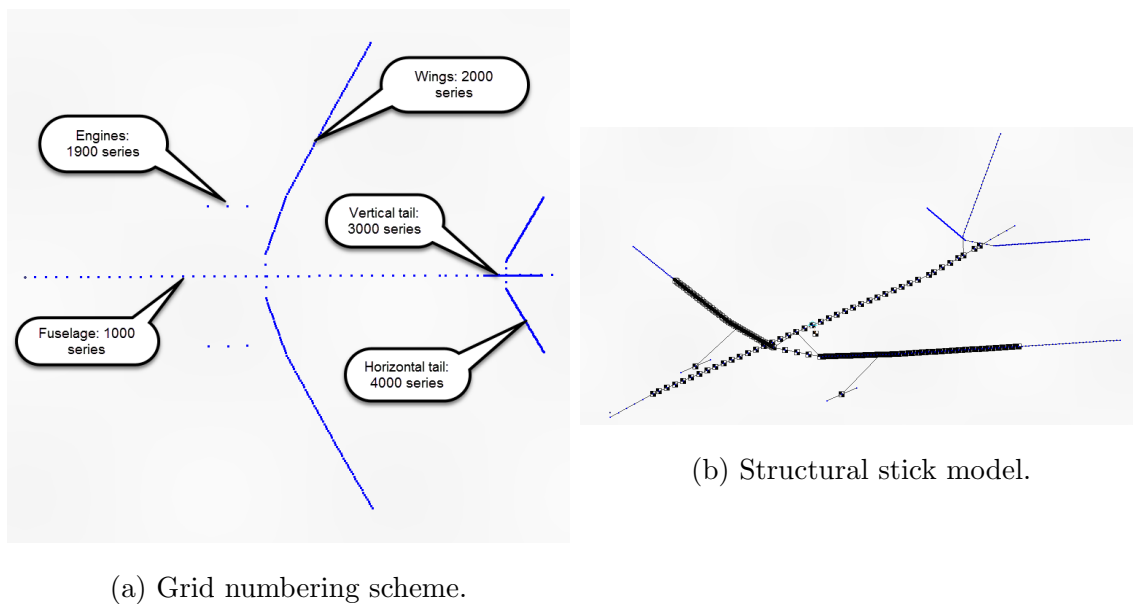 Wings: 2000
series
Engines:
1900 series
Vertical tail:
3000 series
Fuselage: 1000
series
Horizontal tail:
4000 series
(b) Structural stick model.
(a) Grid numbering scheme.